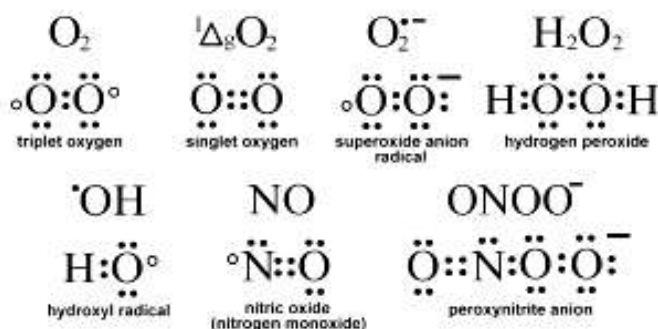 O₂ ¹Δ𝗀O₂ O₂•− H₂O₂
°O:O° O::O °O:O:− H:O:O:H
triplet oxygen singlet oxygen superoxide anion radical hydrogen peroxide
•OH NO ONOO−
H:O° °N::O O::N:O:O:−
hydroxyl radical nitric oxide (nitrogen monoxide) peroxynitrite anion